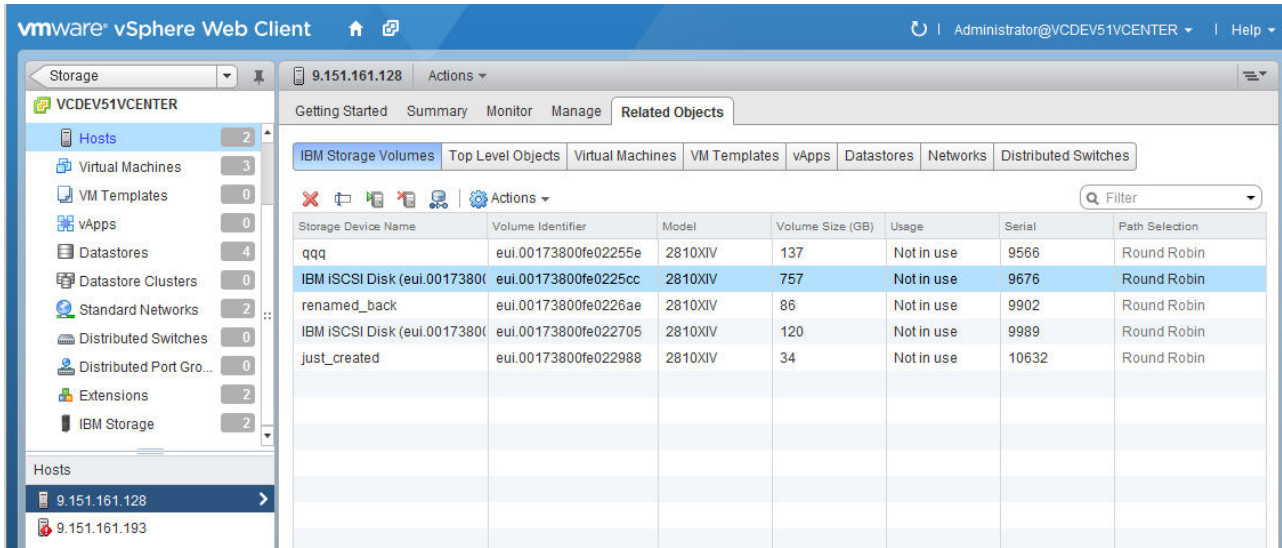 vmware® vSphere Web Client Administrator@VCDEV51VCENTER Help
Storage
VCDEV51VCENTER
Hosts 2
Virtual Machines 3
VM Templates 0
vApps 0
Datastores 4
Datastore Clusters 0
Standard Networks 2
Distributed Switches 0
Distributed Port Gro... 0
Extensions 2
IBM Storage 2
Hosts
9.151.161.128
9.151.161.193
9.151.161.128 Actions
Getting Started Summary Monitor Manage Related Objects
IBM Storage Volumes Top Level Objects Virtual Machines VM Templates vApps Datastores Networks Distributed Switches
Actions Filter
Storage Device Name Volume Identifier Model Volume Size (GB) Usage Serial Path Selection
qqq eui.00173800fe02255e 2810XIV 137 Not in use 9566 Round Robin
IBM iSCSI Disk (eui.0017380( eui.00173800fe0225cc 2810XIV 757 Not in use 9676 Round Robin
renamed_back eui.00173800fe0226ae 2810XIV 86 Not in use 9902 Round Robin
IBM iSCSI Disk (eui.0017380( eui.00173800fe022705 2810XIV 120 Not in use 9989 Round Robin
just_created eui.00173800fe022988 2810XIV 34 Not in use 10632 Round Robin